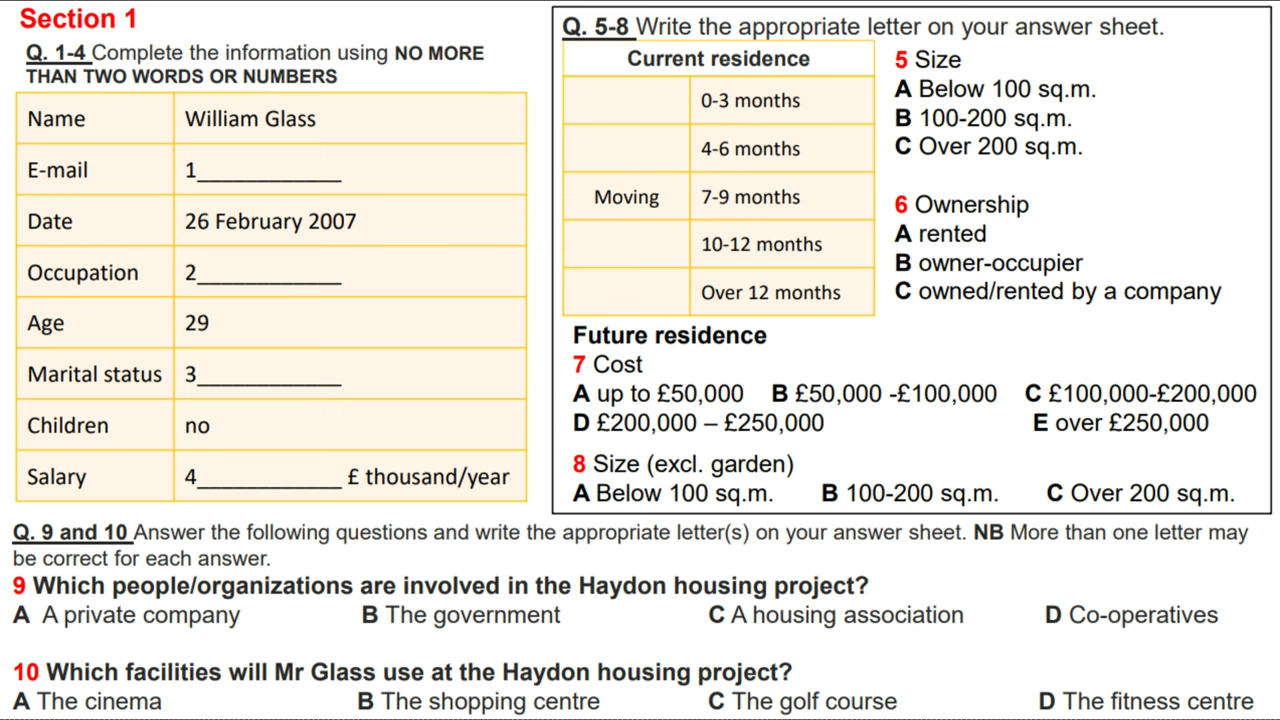 Section 1
Q. 1-4 Complete the information using NO MORE
THAN TWO WORDS OR NUMBERS
Name William Glass
E-mail 1____________
Date 26 February 2007
Occupation 2____________
Age 29
Marital status 3____________
Children no
Salary 4____________ £ thousand/year
Q. 5-8 Write the appropriate letter on your answer sheet.
Current residence
0-3 months
4-6 months
Moving 7-9 months
10-12 months
Over 12 months
5 Size
A Below 100 sq.m.
B 100-200 sq.m.
C Over 200 sq.m.
6 Ownership
A rented
B owner-occupier
C owned/rented by a company
Future residence
7 Cost
A up to £50,000 B £50,000 -£100,000 C £100,000-£200,000
D £200,000 – £250,000 E over £250,000
8 Size (excl. garden)
A Below 100 sq.m. B 100-200 sq.m. C Over 200 sq.m.
Q. 9 and 10 Answer the following questions and write the appropriate letter(s) on your answer sheet. NB More than one letter may
be correct for each answer.
9 Which people/organizations are involved in the Haydon housing project?
A A private company B The government C A housing association D Co-operatives
10 Which facilities will Mr Glass use at the Haydon housing project?
A The cinema B The shopping centre C The golf course D The fitness centre